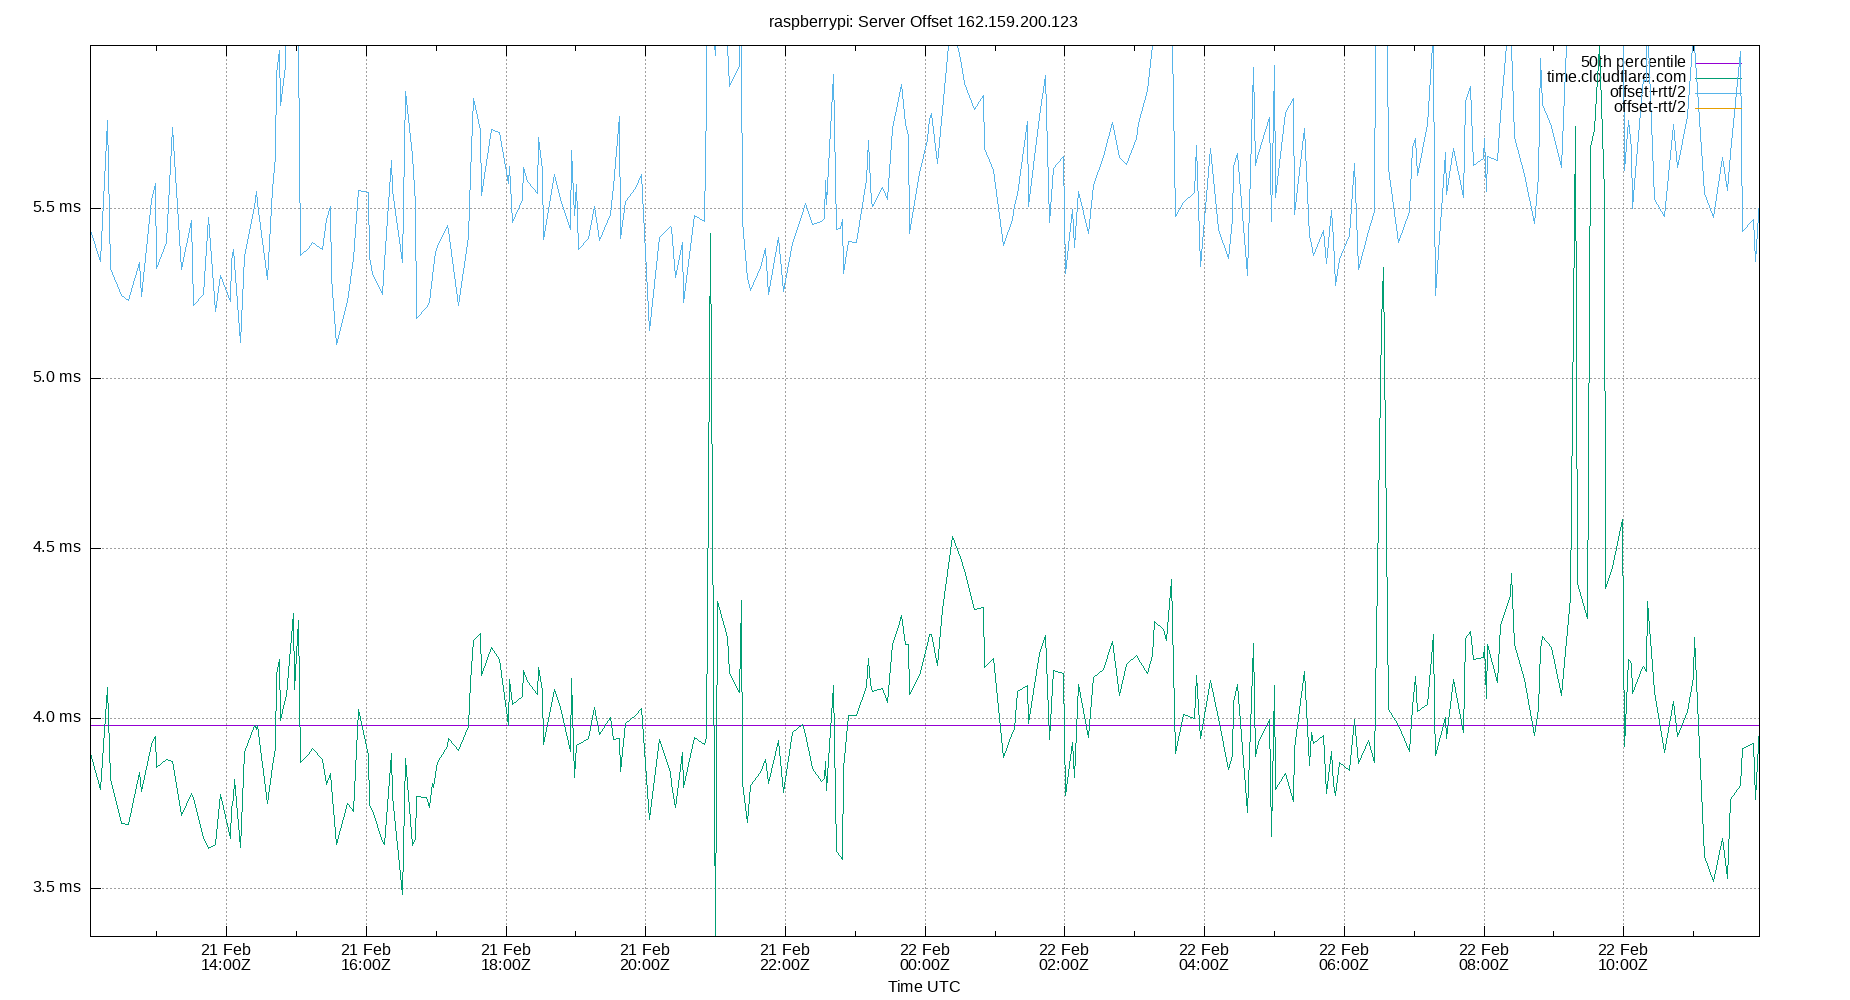 raspberrypi: Server Offset 162.159.200.123
50th percentile
time.cloudflare.com
offset+rtt/2
offset-rtt/2
5.5 ms
5.0 ms
4.5 ms
4.0 ms
3.5 ms
21 Feb 21 Feb 21 Feb 21 Feb 21 Feb 22 Feb 22 Feb 22 Feb 22 Feb 22 Feb 22 Feb
14:00Z 16:00Z 18:00Z 20:00Z 22:00Z 00:00Z 02:00Z 04:00Z 06:00Z 08:00Z 10:00Z
Time UTC